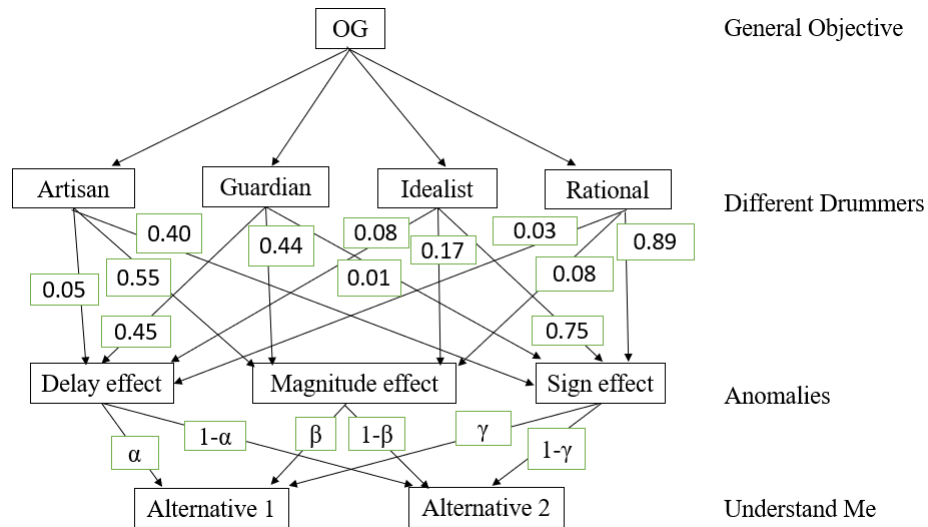 OG
General Objective
Artisan
Guardian
Idealist
Rational
Different Drummers
0.40
0.44
0.08
0.17
0.03
0.89
0.05
0.55
0.01
0.08
0.45
0.75
Delay effect
Magnitude effect
Sign effect
Anomalies
α
1-α
β
1-β
γ
1-γ
Alternative 1
Alternative 2
Understand Me